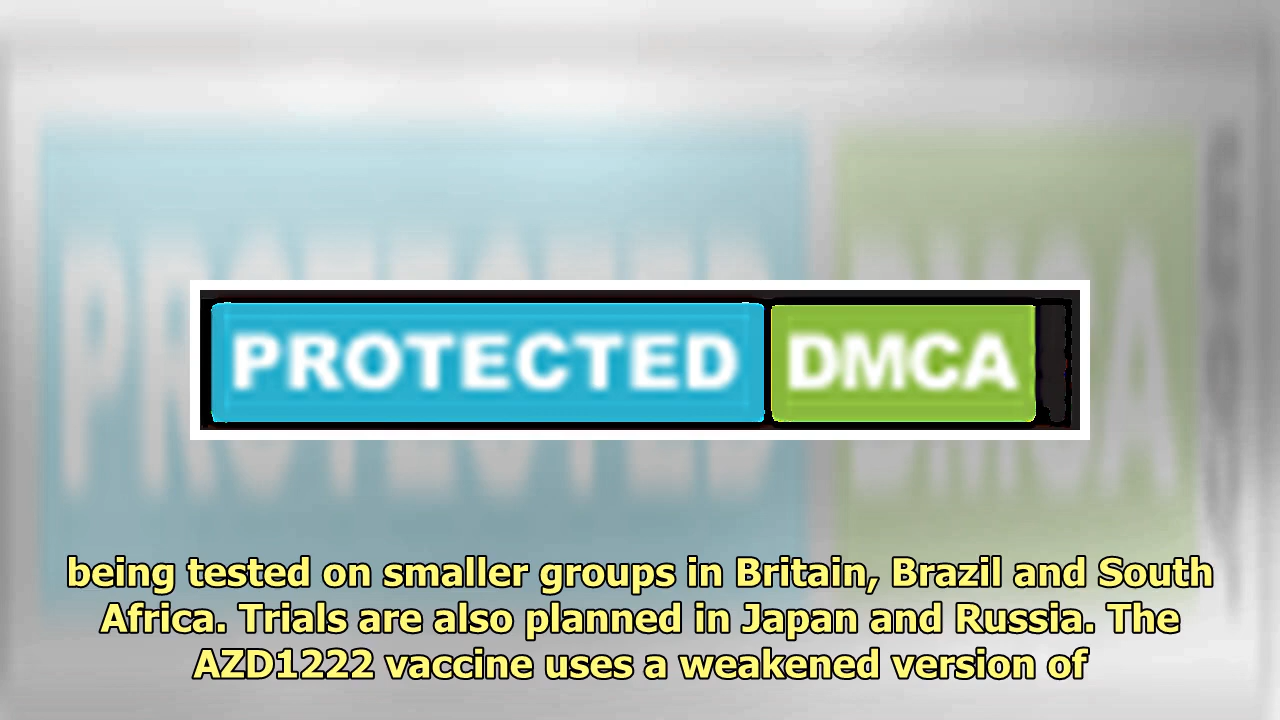 PROTECTED DMCA
being tested on smaller groups in Britain, Brazil and South
Africa. Trials are also planned in Japan and Russia. The
AZD1222 vaccine uses a weakened version of